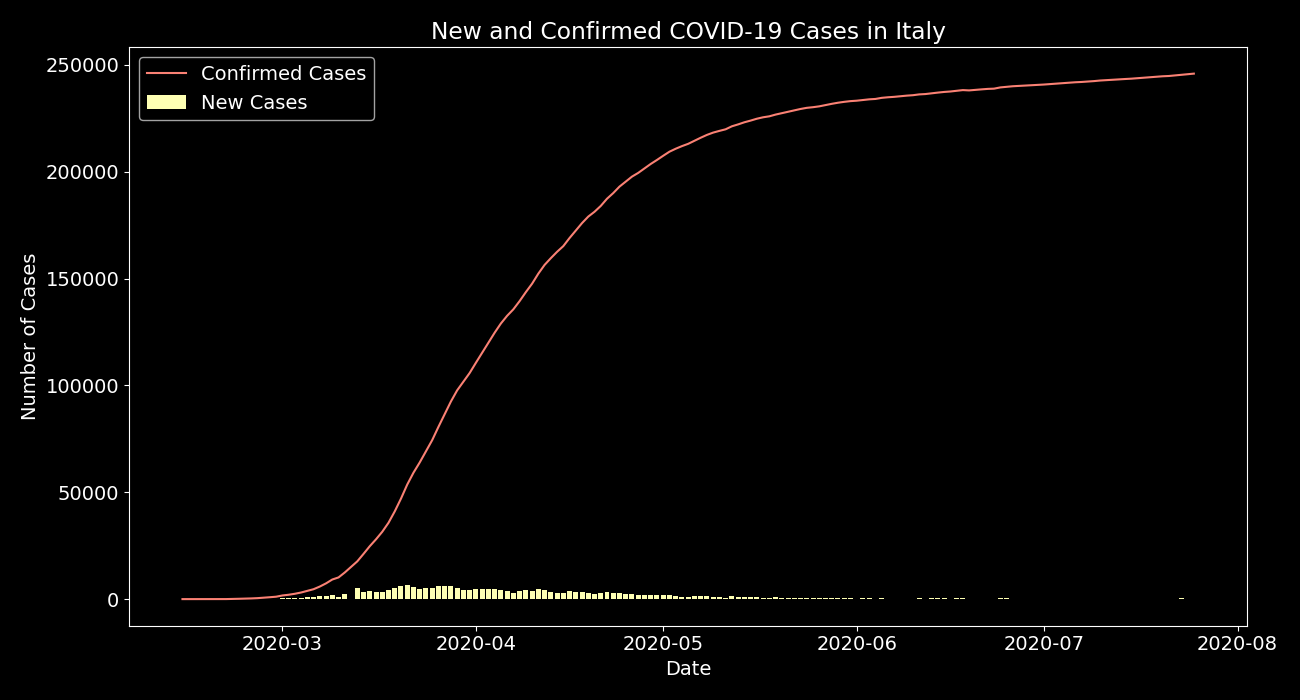 New and Confirmed COVID-19 Cases in Italy
Confirmed Cases
New Cases
Number of Cases
250000
200000
150000
100000
50000
0
2020-03
2020-04
2020-05
2020-06
2020-07
2020-08
Date